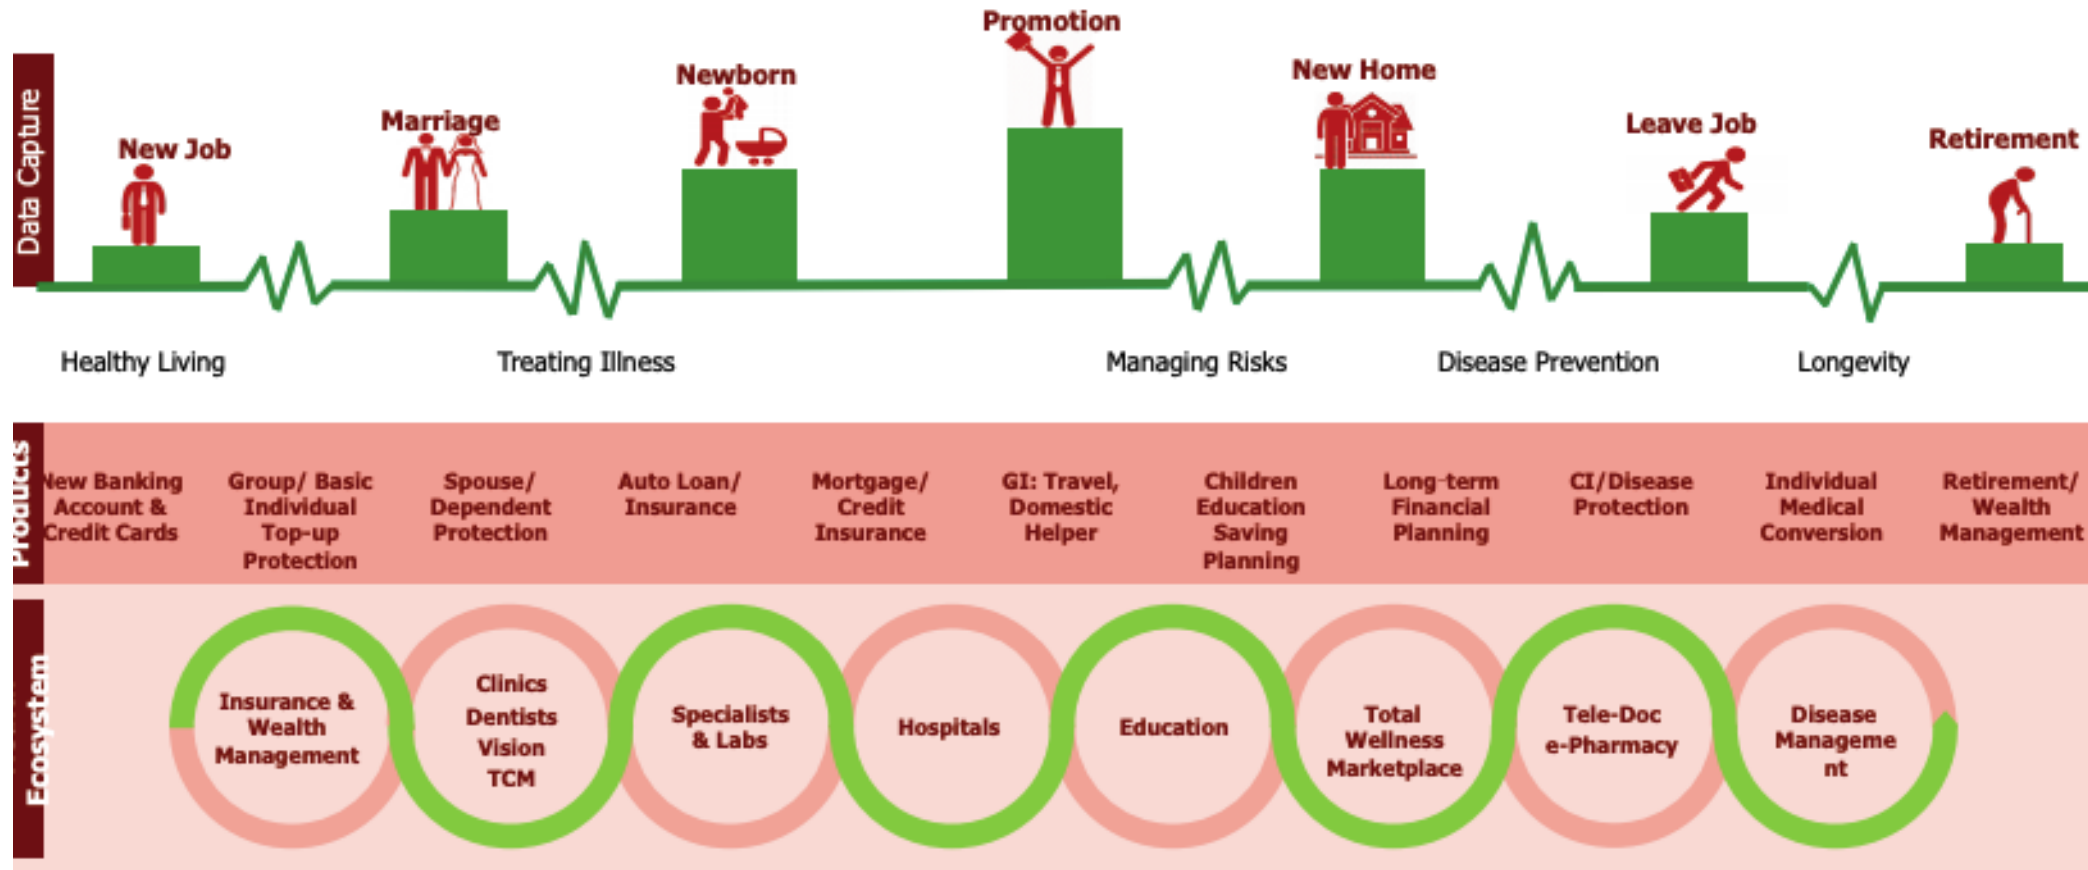 Data Capture
New Job
Marriage
Newborn
Promotion
New Home
Leave Job
Retirement
Healthy Living
Treating Illness
Managing Risks
Disease Prevention
Longevity
Products
New Banking
Account &
Credit Cards
Group/ Basic
Individual
Top-up
Protection
Spouse/
Dependent
Protection
Auto Loan/
Insurance
Mortgage/
Credit
Insurance
GI: Travel,
Domestic
Helper
Children
Education
Saving
Planning
Long-term
Financial
Planning
CI/Disease
Protection
Individual
Medical
Conversion
Retirement/
Wealth
Management
Ecosystem
Insurance &
Wealth
Management
Clinics
Dentists
Vision
TCM
Specialists
& Labs
Hospitals
Education
Total
Wellness
Marketplace
Tele-Doc
e-Pharmacy
Disease
Manageme
nt